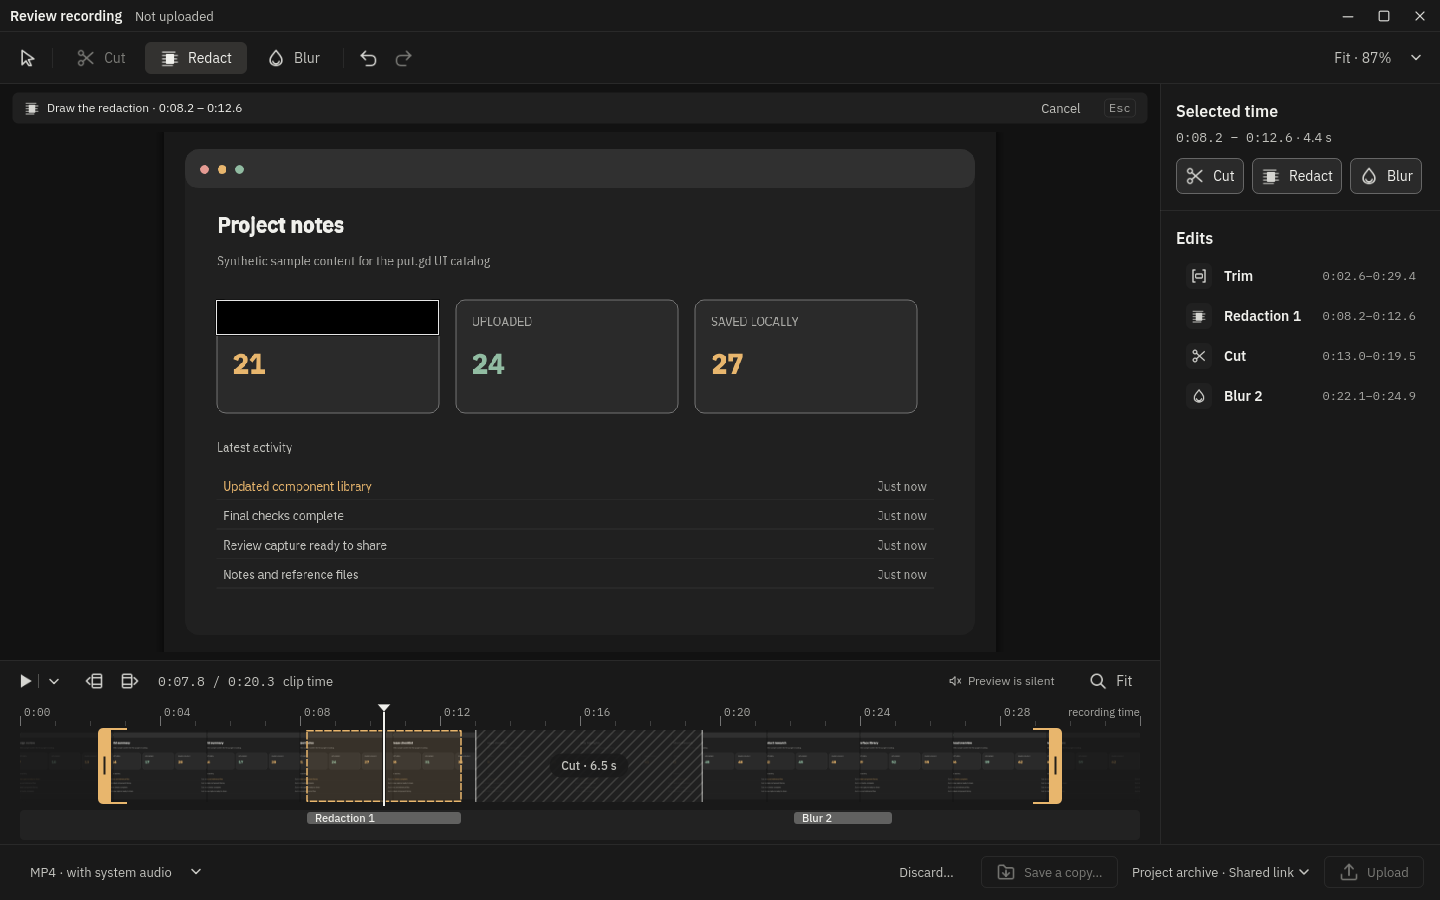 Review recording Not uploaded
Cut Redact Blur Fit · 87%
Draw the redaction · 0:08.2 – 0:12.6 Cancel Esc
Selected time
0:08.2 – 0:12.6 · 4.4 s
Cut Redact Blur
Project notes
Synthetic sample content for the put.gd UI catalog
UPLOADED SAVED LOCALLY
21 24 27
Latest activity
Updated component library Just now
Final checks complete Just now
Review capture ready to share Just now
Notes and reference files Just now
Edits
Trim 0:02.6–0:29.4
Redaction 1 0:08.2–0:12.6
Cut 0:13.0–0:19.5
Blur 2 0:22.1–0:24.9
0:07.8 / 0:20.3 clip time Preview is silent Fit
0:00 0:04 0:08 0:12 0:16 0:20 0:24 0:28 recording time
Cut · 6.5 s
Redaction 1 Blur 2
MP4 · with system audio Discard... Save a copy... Project archive · Shared link Upload